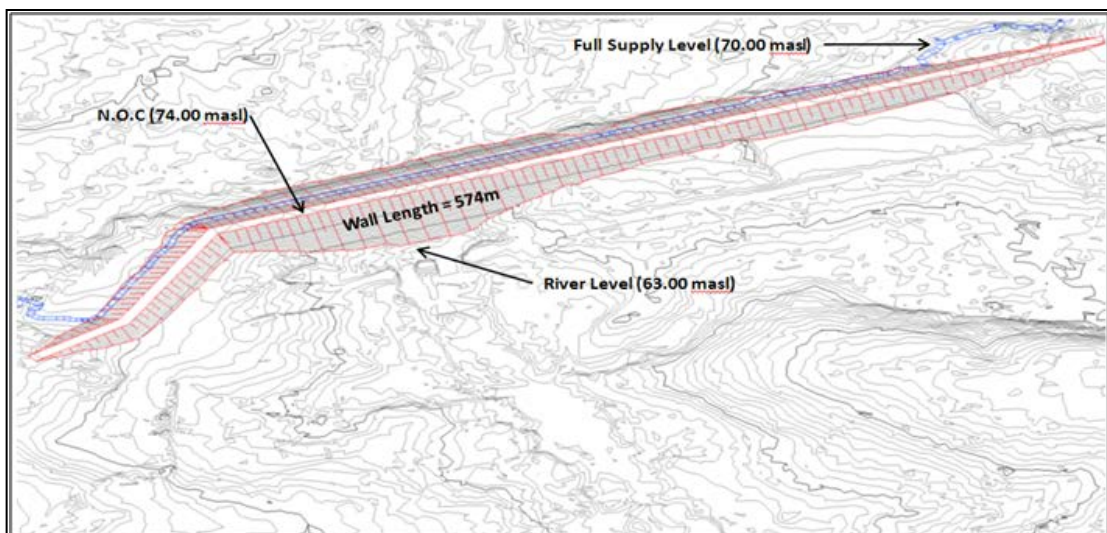 Full Supply Level (70.00 masl)
N.O.C (74.00 masl)
Wall Length = 574m
River Level (63.00 masl)